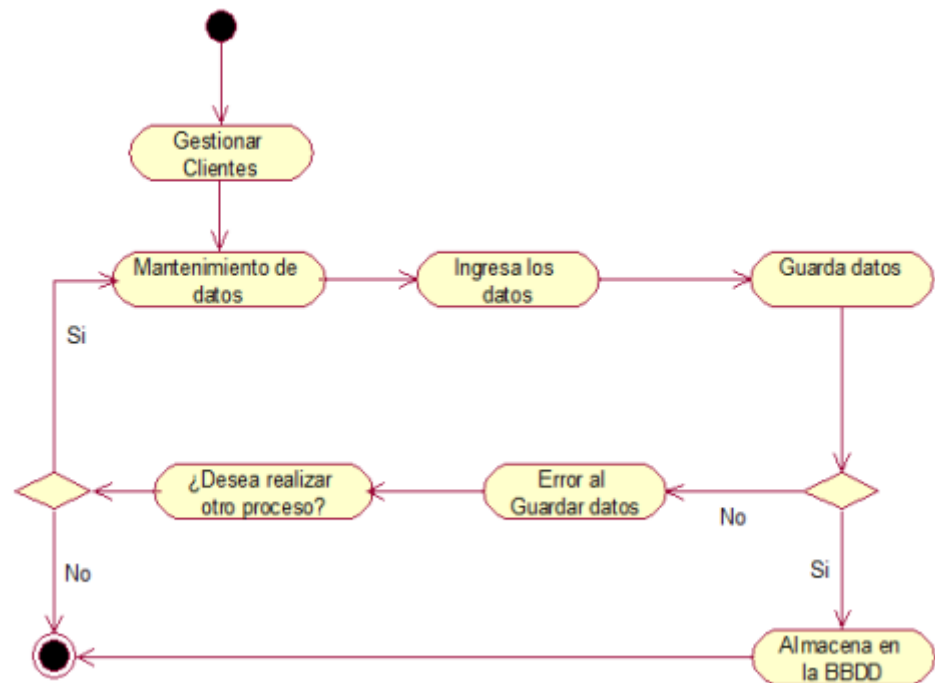 Gestionar
Clientes
Mantenimiento de
datos
Ingresa los
datos
Guarda datos
Si
¿Desea realizar
otro proceso?
Error al
Guardar datos
No
No
Si
Almacena en
la BBDD